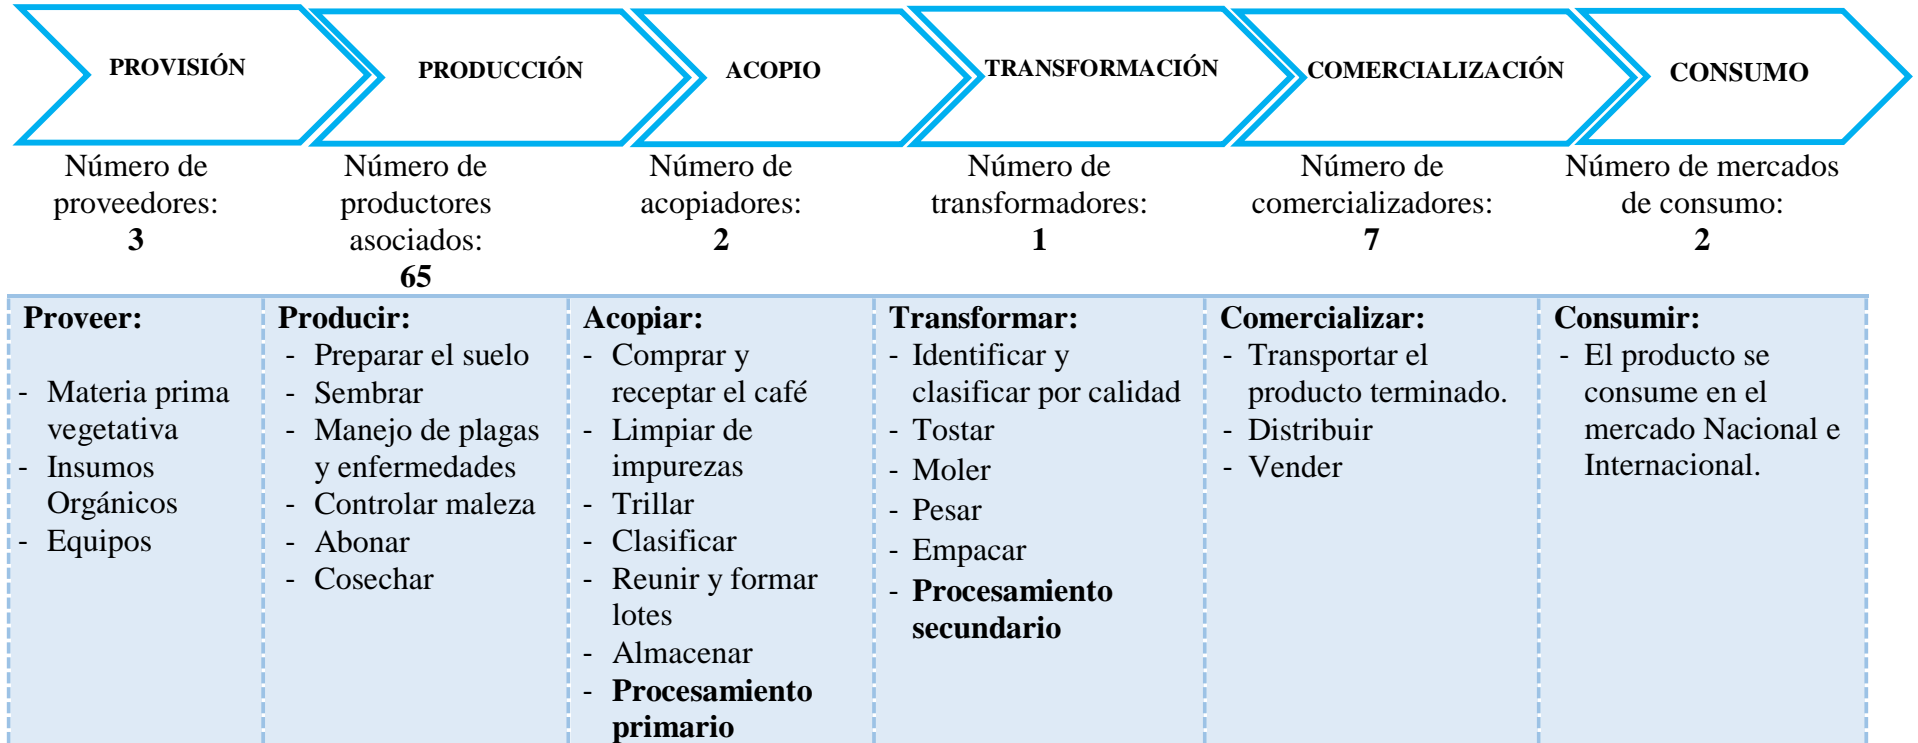 PROVISIÓN
PRODUCCIÓN
ACOPIO
TRANSFORMACIÓN
COMERCIALIZACIÓN
CONSUMO
Número de
proveedores:
3
Número de
productores
asociados:
65
Número de
acopiadores:
2
Número de
transformadores:
1
Número de
comercializadores:
7
Número de mercados
de consumo:
2
Proveer:
- Materia prima
vegetativa
- Insumos
Orgánicos
- Equipos
Producir:
- Preparar el suelo
- Sembrar
- Manejo de plagas
y enfermedades
- Controlar maleza
- Abonar
- Cosechar
Acopiar:
- Comprar y
receptar el café
- Limpiar de
impurezas
- Trillar
- Clasificar
- Reunir y formar
lotes
- Almacenar
- Procesamiento
primario
Transformar:
- Identificar y
clasificar por calidad
- Tostar
- Moler
- Pesar
- Empacar
- Procesamiento
secundario
Comercializar:
- Transportar el
producto terminado.
- Distribuir
- Vender
Consumir:
- El producto se
consume en el
mercado Nacional e
Internacional.